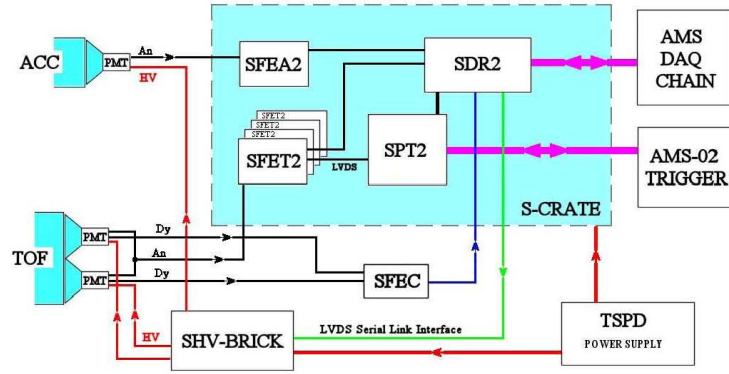 ACC
PMT
An
HV
SFEA2
SDR2
AMS
DAQ
CHAIN
SFET2
SFET2
SFET2
SFET2
LVDS
SPT2
AMS-02
TRIGGER
S-CRATE
TOF
PMT
PMT
Dy
An
Dy
HV
SFEC
SHV-BRICK
LVDS Serial Link Interface
TSPD
POWER SUPPLY